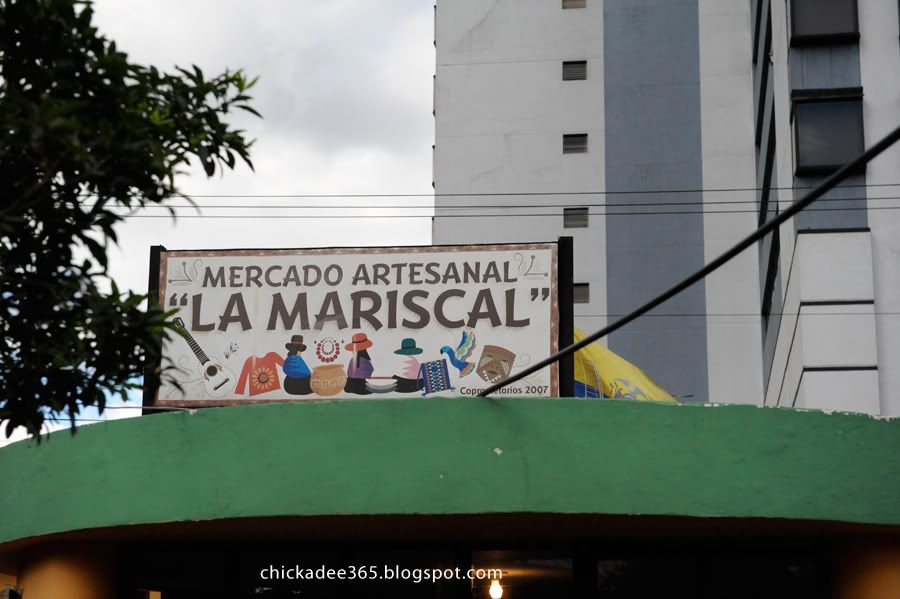 MERCADO ARTESANAL
"LA MARISCAL"
Copropietarios 2007
chickadee365.blogspot.com